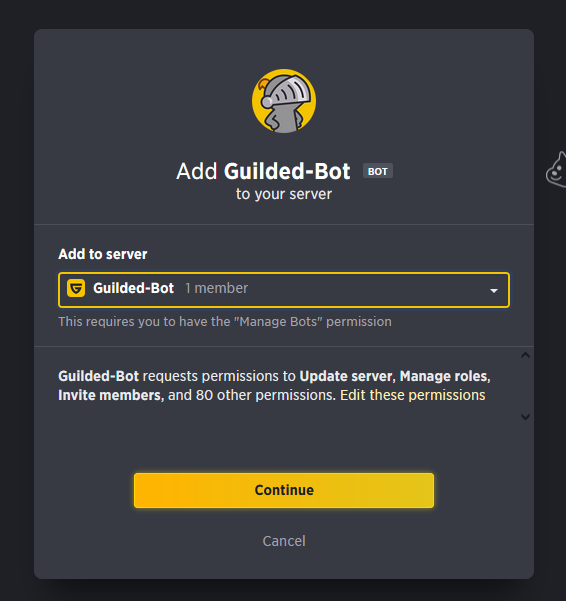 Add Guilded-Bot BOT
to your server
Add to server
Guilded-Bot 1 member
This requires you to have the "Manage Bots" permission
Guilded-Bot requests permissions to Update server, Manage roles,
Invite members, and 80 other permissions. Edit these permissions
Continue
Cancel